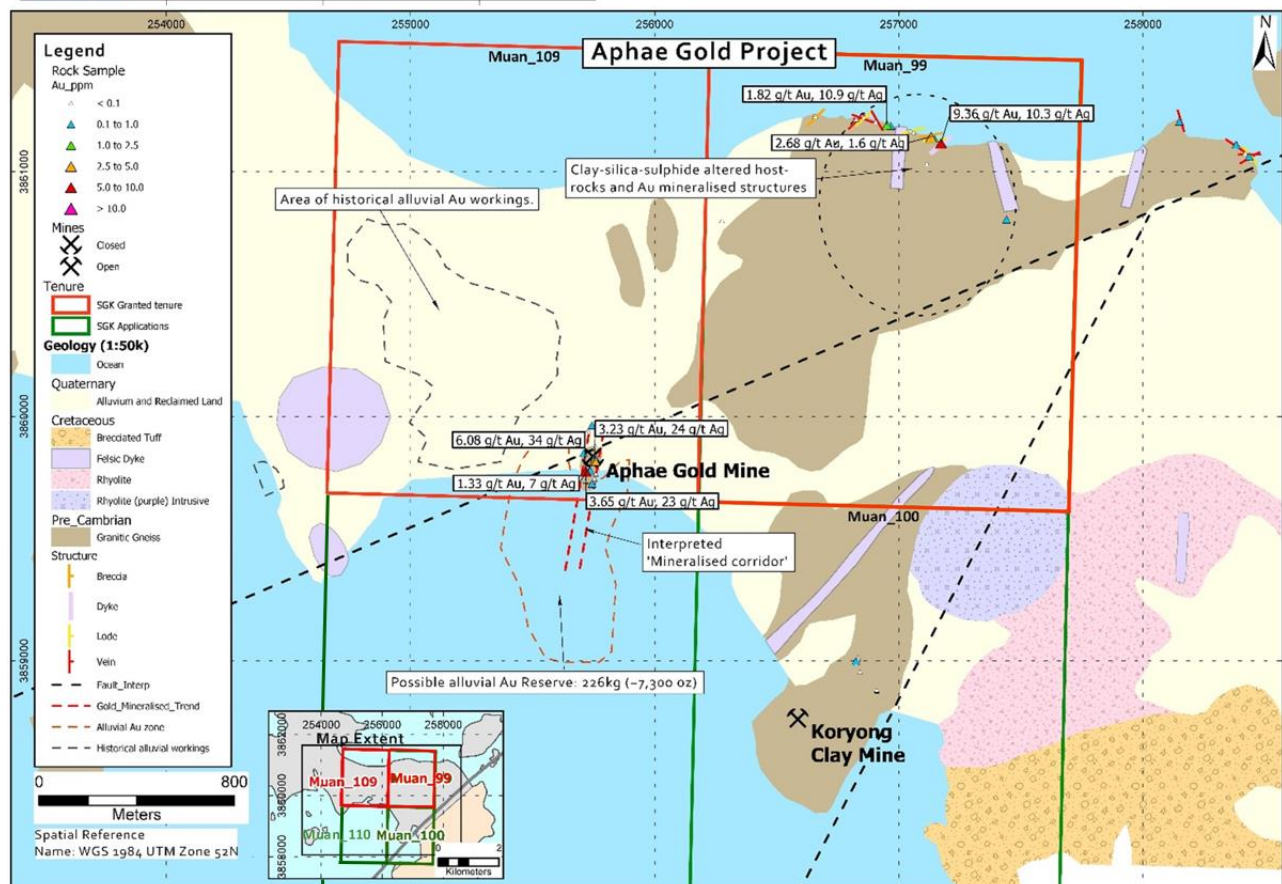 254000
255000
256000
257000
258000
N
Aphae Gold Project
Muan_109
Muan_99
Legend
Rock Sample
Au_ppm
< 0.1
0.1 to 1.0
1.0 to 2.5
2.5 to 5.0
5.0 to 10.0
> 10.0
Mines
Closed
Open
Tenure
SGK Granted tenure
SGK Applications
Geology (1:50k)
Ocean
Quaternary
Alluvium and Reclaimed Land
Cretaceous
Brecciated Tuff
Felsic Dyke
Rhyolite
Rhyolite (purple) Intrusive
Pre_Cambrian
Granitic Gneiss
Structure
Breccia
Dyke
Lode
Vein
Fault_Interp
Gold_Mineralised_Trend
Alluvial Au zone
Historical alluvial workings
0
800
Meters
Spatial Reference
Name: WGS 1984 UTM Zone 52N
3861000
3860000
3859000
1.82 g/t Au, 10.9 g/t Ag
9.36 g/t Au, 10.3 g/t Ag
2.68 g/t Au, 1.6 g/t Ag
Clay-silica-sulphide altered host-
rocks and Au mineralised structures
Area of historical alluvial Au workings.
3.23 g/t Au, 24 g/t Ag
6.08 g/t Au, 34 g/t Ag
Aphae Gold Mine
1.33 g/t Au, 7 g/t Ag
3.65 g/t Au, 23 g/t Ag
Muan_100
Interpreted
'Mineralised corridor'
Possible alluvial Au Reserve: 226kg (~7,300 oz)
Koryong
Clay Mine
254000
256000
258000
Map Extent
3862000
3860000
3858000
Muan_109
Muan_99
Muan_110
Muan_100
0
2
Kilometers